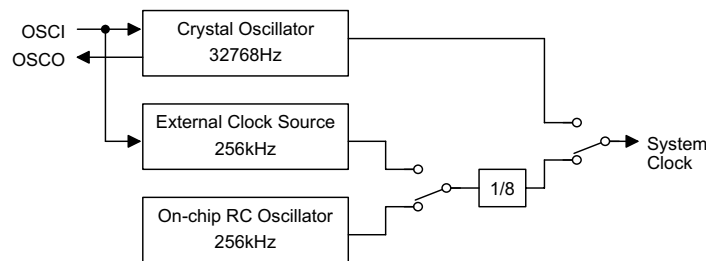 OSCI
OSCO
Crystal Oscillator
32768Hz
External Clock Source
256kHz
On-chip RC Oscillator
256kHz
1/8
System
Clock